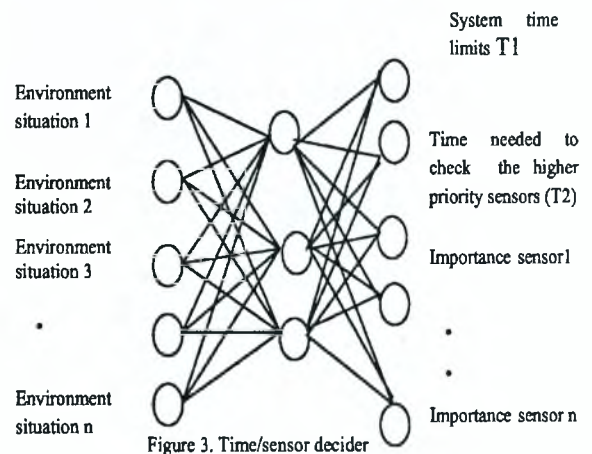 System time
limits T1
Environment
situation 1
Time needed to
check the higher
priority sensors (T2)
Environment
situation 2
Environment
situation 3
Importance sensor1
Environment
situation n
Importance sensor n
Figure 3. Time/sensor decider